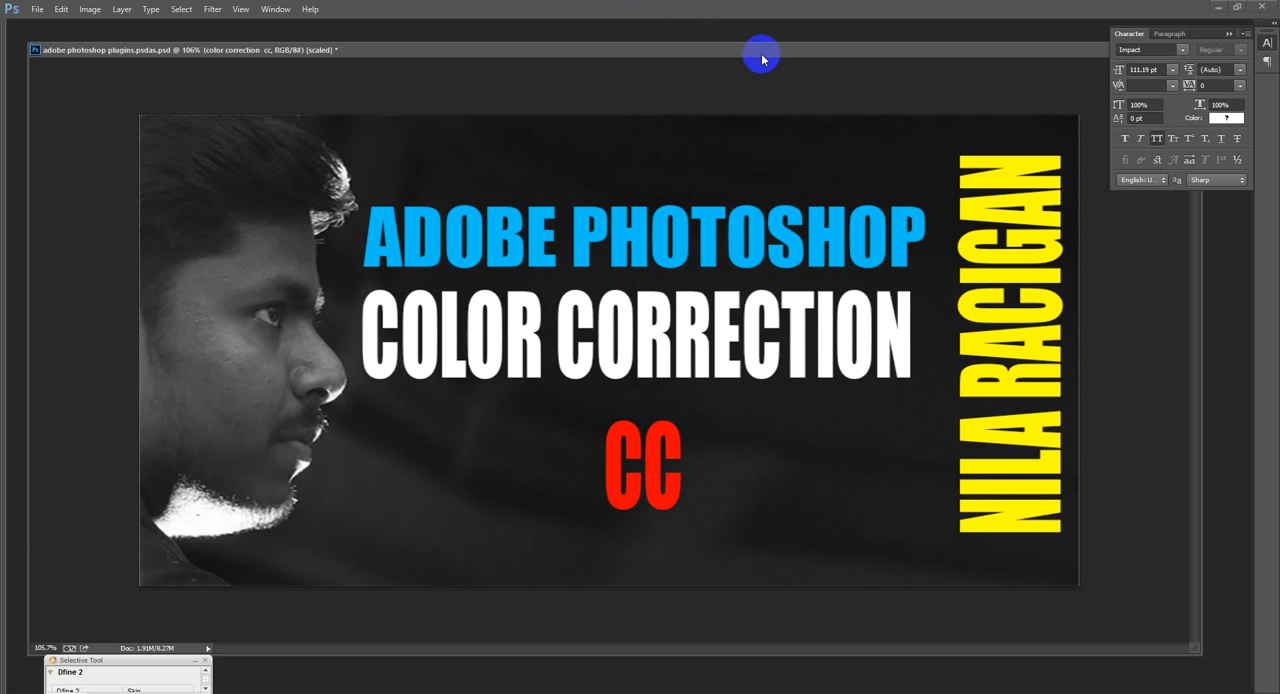 Ps File Edit Image Layer Type Select Filter View Window Help
Ps adobe photoshop plugins.psdas.psd @ 106% (color correction cc, RGB/8#) [scaled] *
Character Paragraph
Impact Regular
111.19 pt (Auto)
0
100% 100%
0 pt Color: ?
English: U... aa Sharp
ADOBE PHOTOSHOP
COLOR CORRECTION
CC
NILA RACIGAN
105.7% Doc: 1.91M/8.27M
Selective Tool
Dfine 2
Dfine 2 Skin